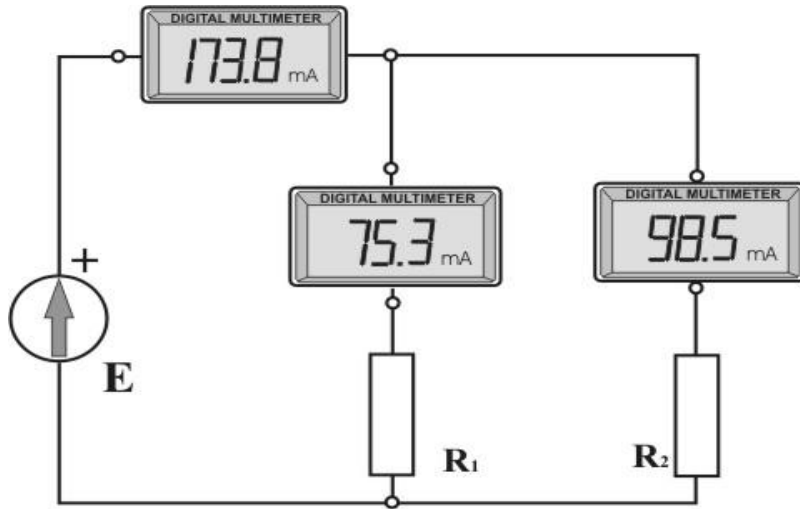 DIGITAL MULTIMETER
173.8 mA
DIGITAL MULTIMETER
75.3 mA
DIGITAL MULTIMETER
98.5 mA
+
E
R1
R2